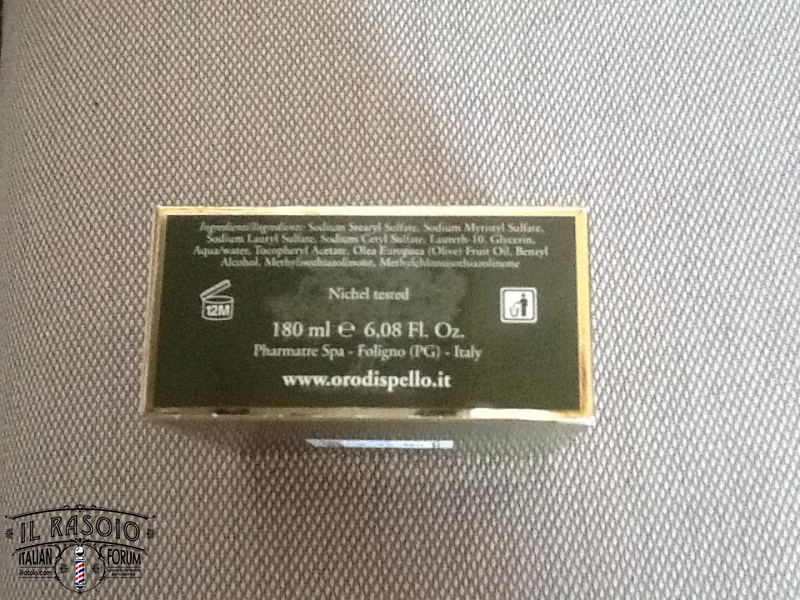 Ingredienti/Ingredients: Sodium Stearyl Sulfate, Sodium Myristyl Sulfate,
Sodium Lauryl Sulfate, Sodium Cetyl Sulfate, Laureth-10, Glycerin,
Aqua/water, Tocopheryl Acetate, Olea Europaea (Olive) Fruit Oil, Benzyl
Alcohol, Methylisothiazolinone, Methylchloroisothiazolinone
12M
Nichel tested
180 ml ℮ 6.08 Fl. Oz.
Pharmatre Spa - Foligno (PG) - Italy
www.orodispello.it
IL RASOIO
ITALIAN FORUM
ilrasoio.com